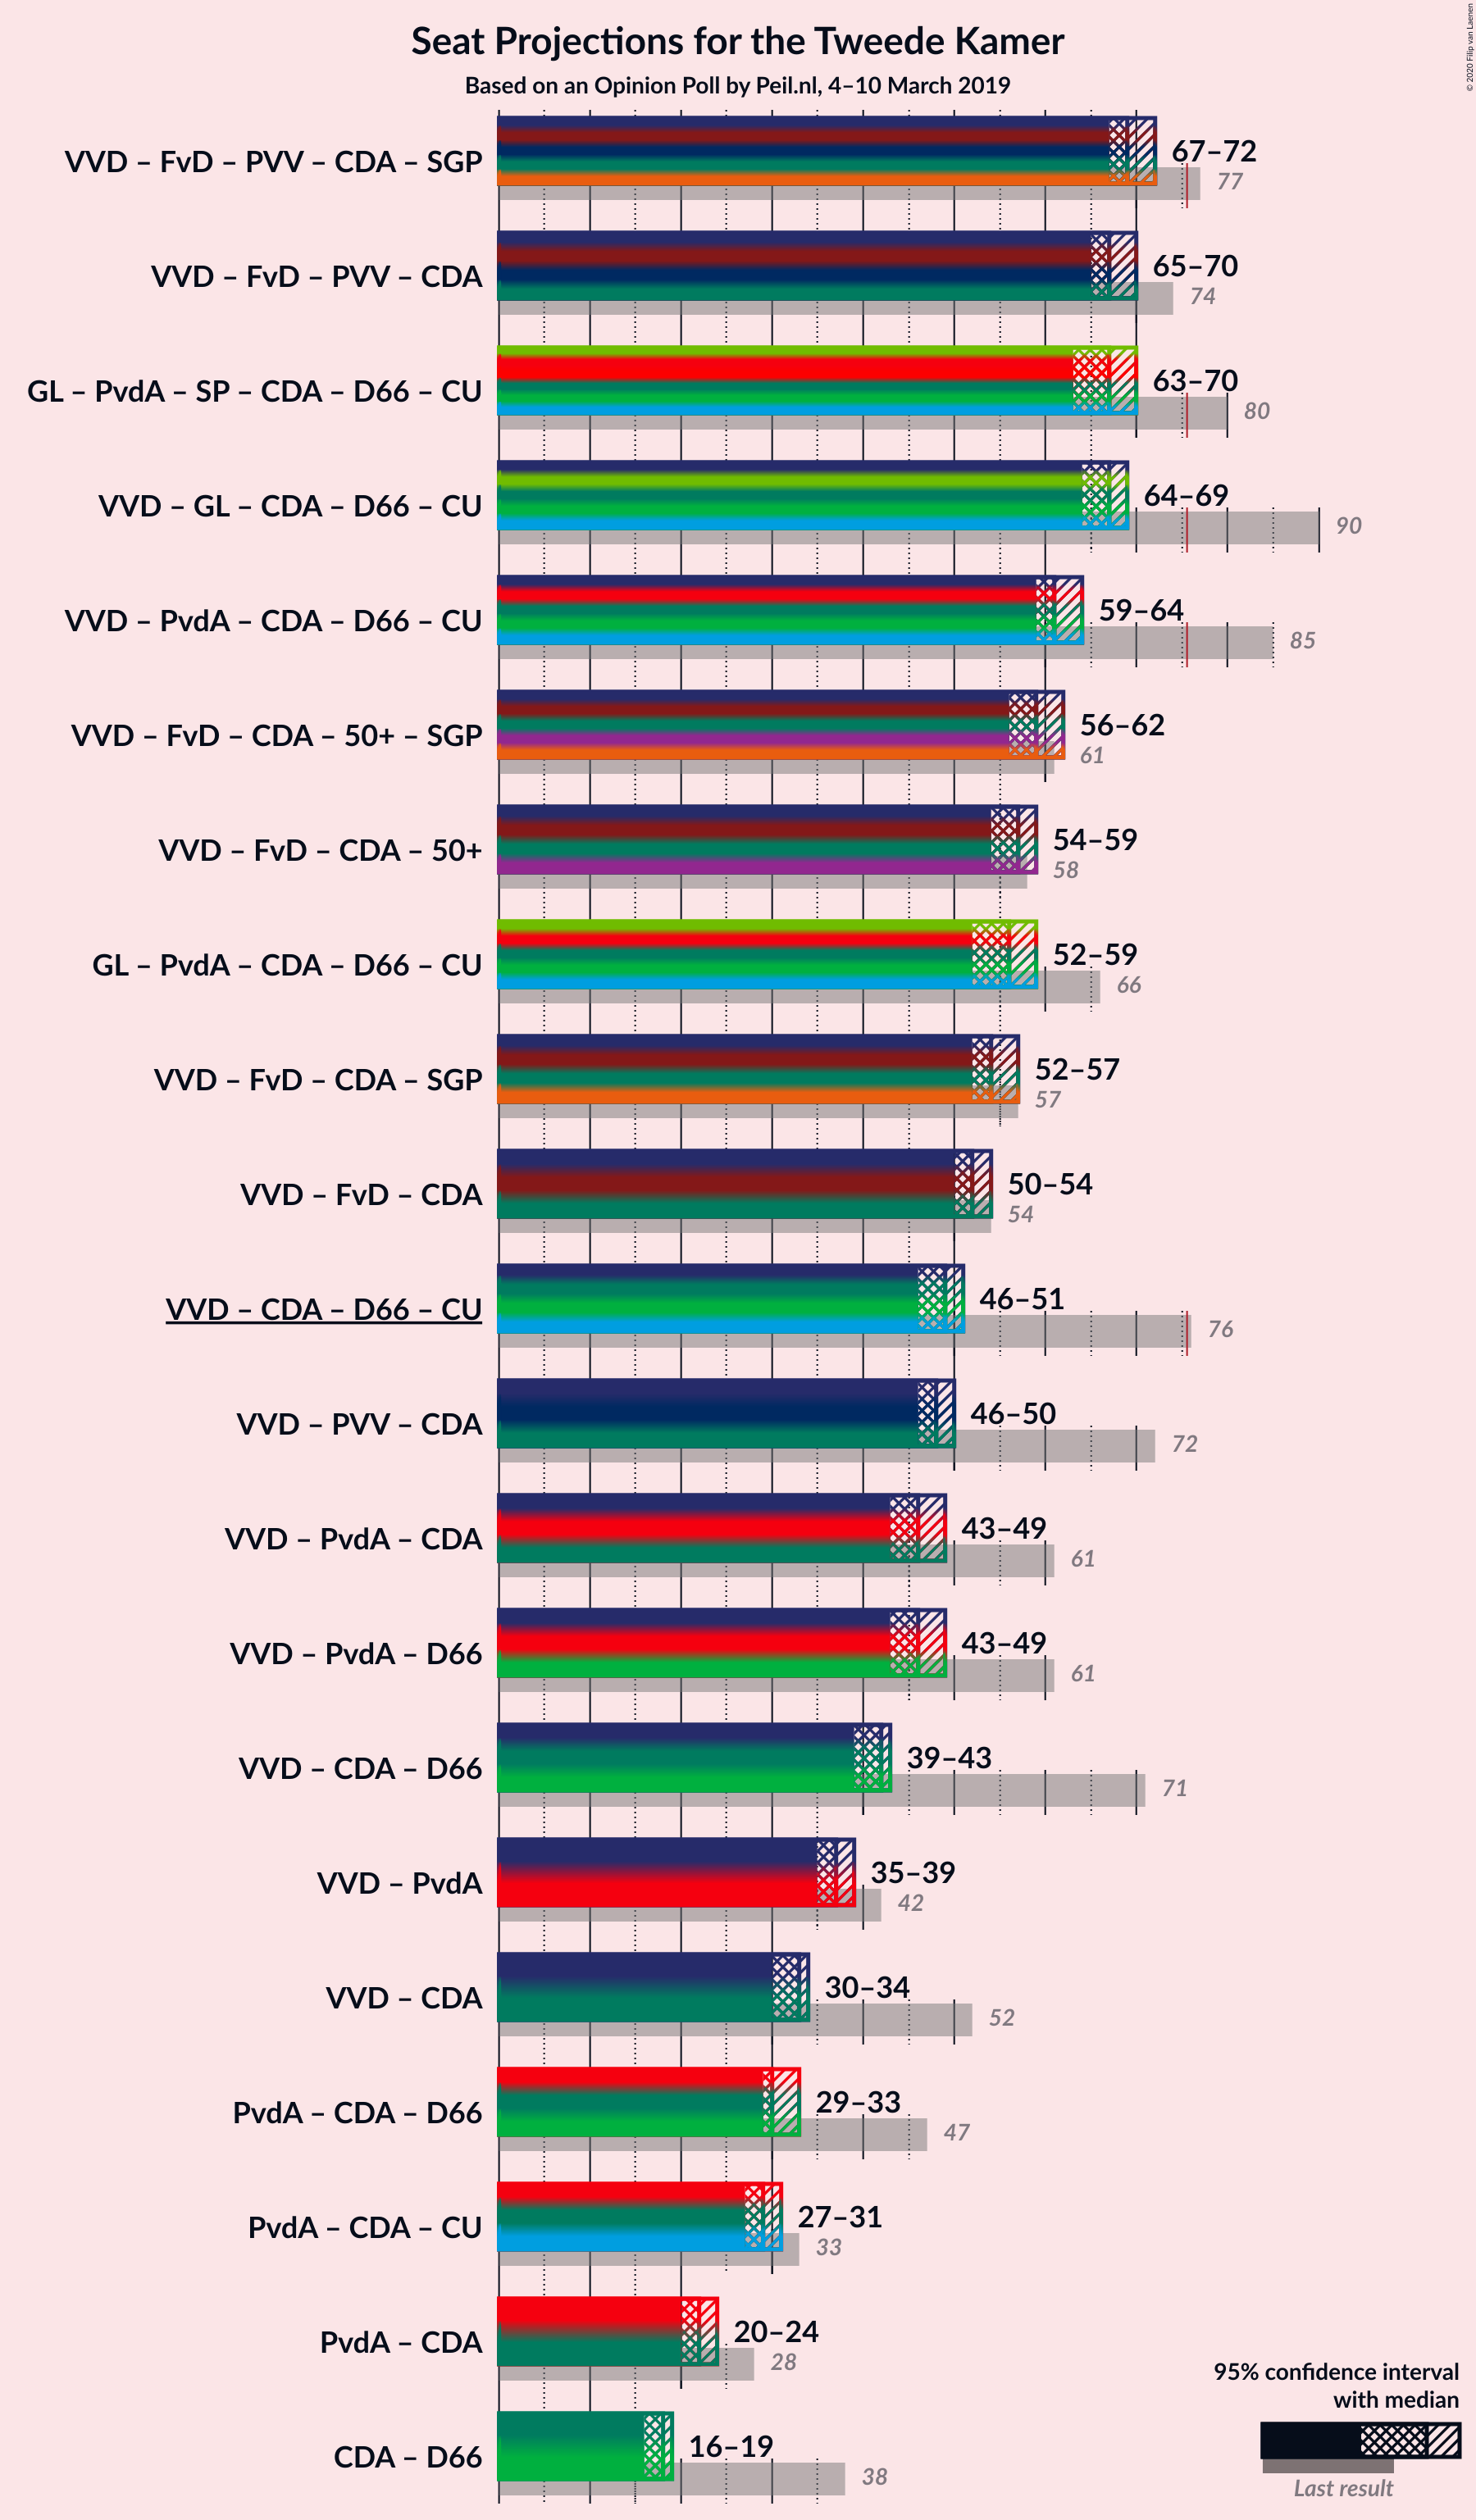 Seat Projections for the Tweede Kamer
Based on an Opinion Poll by Peil.nl, 4–10 March 2019
© 2020 Filip van Laenen
VVD – FvD – PVV – CDA – SGP
67–72
77
VVD – FvD – PVV – CDA
65–70
74
GL – PvdA – SP – CDA – D66 – CU
63–70
80
VVD – GL – CDA – D66 – CU
64–69
90
VVD – PvdA – CDA – D66 – CU
59–64
85
VVD – FvD – CDA – 50+ – SGP
56–62
61
VVD – FvD – CDA – 50+
54–59
58
GL – PvdA – CDA – D66 – CU
52–59
66
VVD – FvD – CDA – SGP
52–57
57
VVD – FvD – CDA
50–54
54
VVD – CDA – D66 – CU
46–51
76
VVD – PVV – CDA
46–50
72
VVD – PvdA – CDA
43–49
61
VVD – PvdA – D66
43–49
61
VVD – CDA – D66
39–43
71
VVD – PvdA
35–39
42
VVD – CDA
30–34
52
PvdA – CDA – D66
29–33
47
PvdA – CDA – CU
27–31
33
PvdA – CDA
20–24
28
CDA – D66
16–19
38
95% confidence interval
with median
Last result